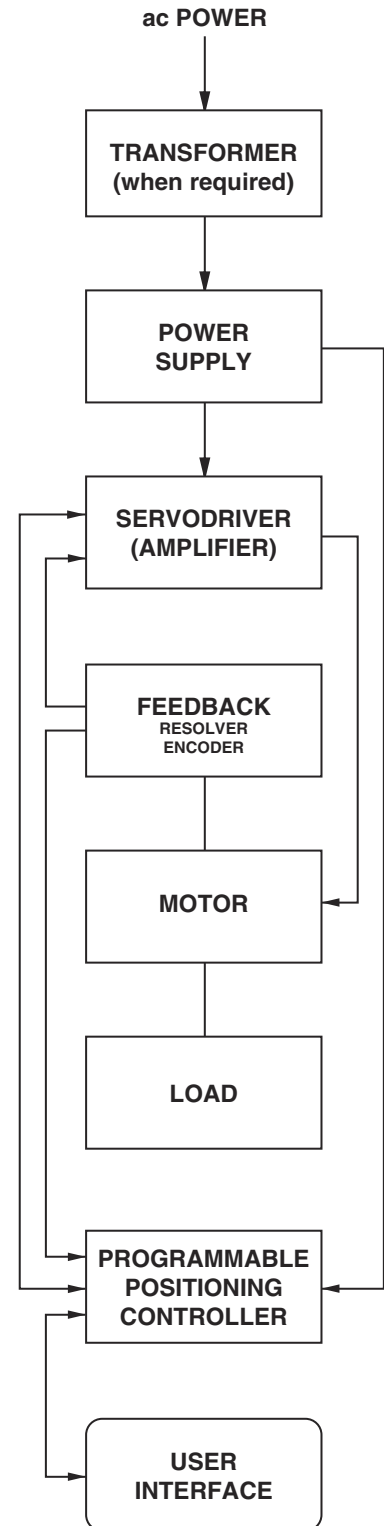 ac POWER
TRANSFORMER
(when required)
POWER
SUPPLY
SERVODRIVER
(AMPLIFIER)
FEEDBACK
RESOLVER
ENCODER
MOTOR
LOAD
PROGRAMMABLE
POSITIONING
CONTROLLER
USER
INTERFACE